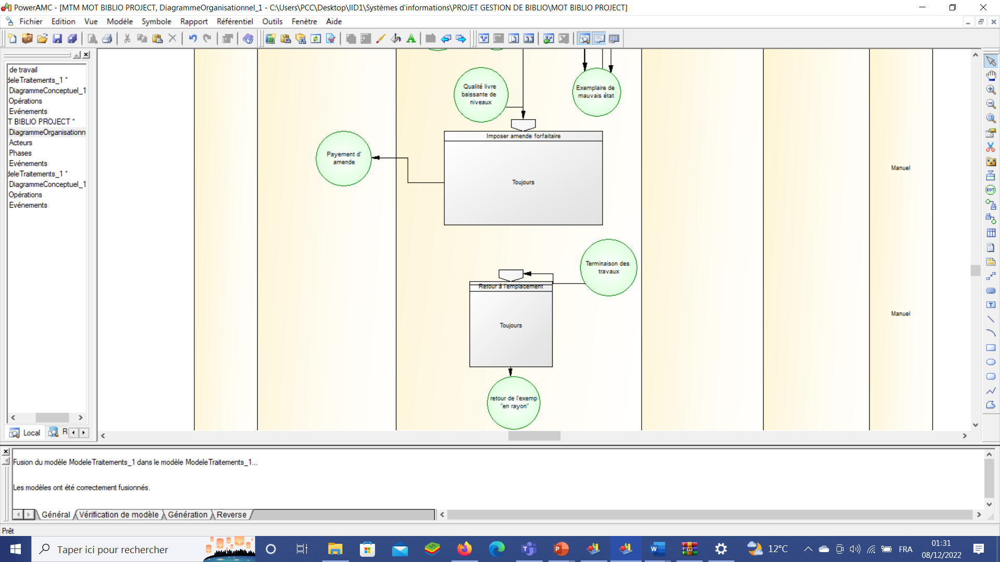 PowerAMC - [MTM MOT BIBLIO PROJECT, DiagrammeOrganisationnel_1 - C:\Users\PCC\Desktop\IID1\Systèmes d'informations\PROJET GESTION DE BIBLIO\MOT BIBLIO PROJECT]
Fichier Edition Vue Modèle Symbole Rapport Référentiel Outils Fenêtre Aide
de travail
deleTraitements_1 *
DiagrammeConceptuel_1
Opérations
Evénements
T BIBLIO PROJECT *
DiagrammeOrganisationn
Acteurs
Phases
Evénements
deleTraitements_1 *
DiagrammeConceptuel_1
Opérations
Evénements
Local R
Qualité livre
baissante de
niveaux
Exemplaire de
mauvais état
Imposer amende forfaitaire
Toujours
Payement d'
amende
Manuel
Terminaison des
travaux
Retour à l'emplacement
Toujours
Manuel
retour de l'exemp
"en rayon"
EVT
Fusion du modèle ModeleTraitements_1 dans le modèle ModeleTraitements_1...
Les modèles ont été correctement fusionnés.
Général Vérification de modèle Génération Reverse
Prêt
Taper ici pour rechercher
12°C
FRA
01:31
08/12/2022